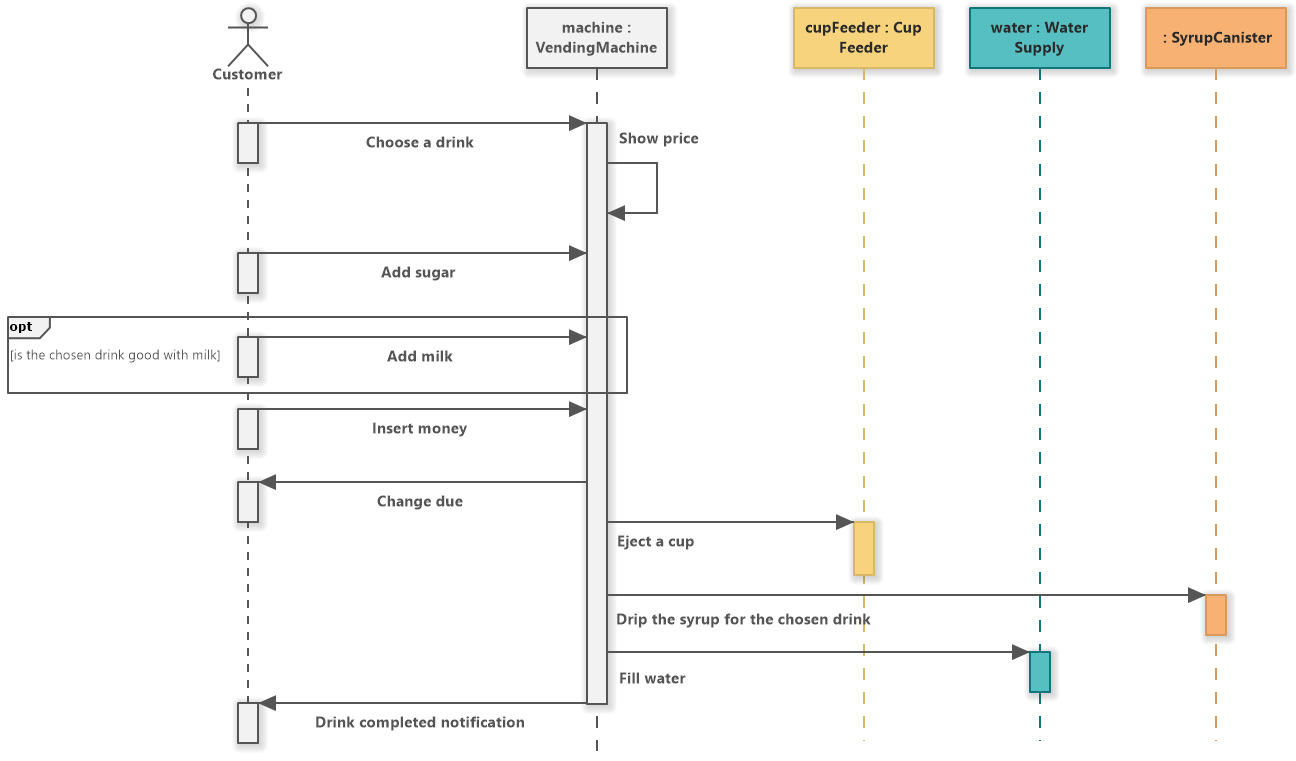 Customer
machine :
VendingMachine
cupFeeder : Cup
Feeder
water : Water
Supply
: SyrupCanister
Choose a drink
Show price
Add sugar
opt
[is the chosen drink good with milk]
Add milk
Insert money
Change due
Eject a cup
Drip the syrup for the chosen drink
Fill water
Drink completed notification